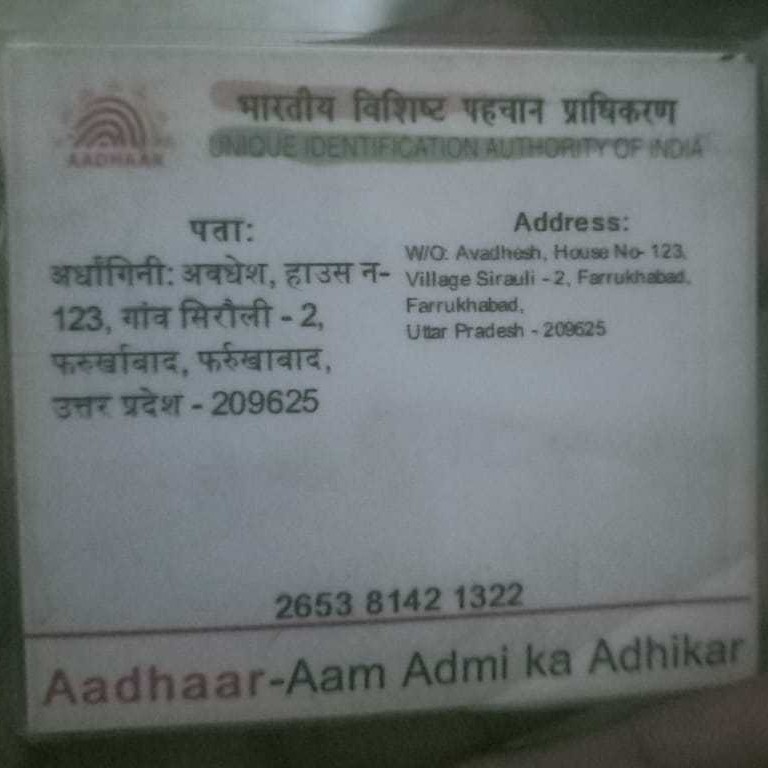 AADHAAR
भारतीय विशिष्ट पहचान प्राधिकरण
UNIQUE IDENTIFICATION AUTHORITY OF INDIA
पता:
अर्धांगिनी: अवधेश, हाउस न-
123, गांव सिरौली - 2,
फर्रुखाबाद, फर्रुखाबाद,
उत्तर प्रदेश - 209625
Address:
W/O: Avadhesh, House No- 123,
Village Sirauli - 2, Farrukhabad,
Farrukhabad,
Uttar Pradesh - 209625
2653 8142 1322
Aadhaar-Aam Admi ka Adhikar